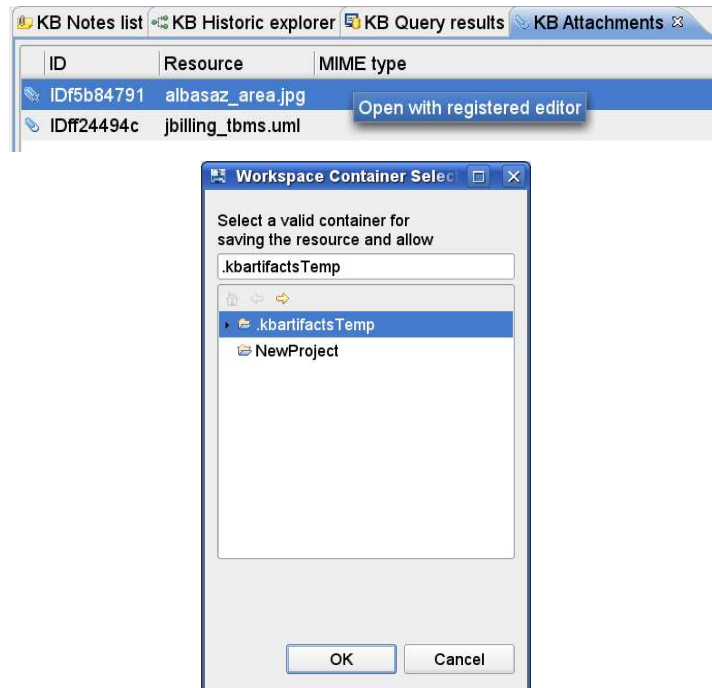 KB Notes list KB Historic explorer KB Query results KB Attachments
ID Resource MIME type
IDf5b84791 albasaz_area.jpg
Open with registered editor
IDff24494c jbilling_tbms.uml
Workspace Container Selec
Select a valid container for
saving the resource and allow
.kbartifactsTemp
.kbartifactsTemp
NewProject
OK Cancel